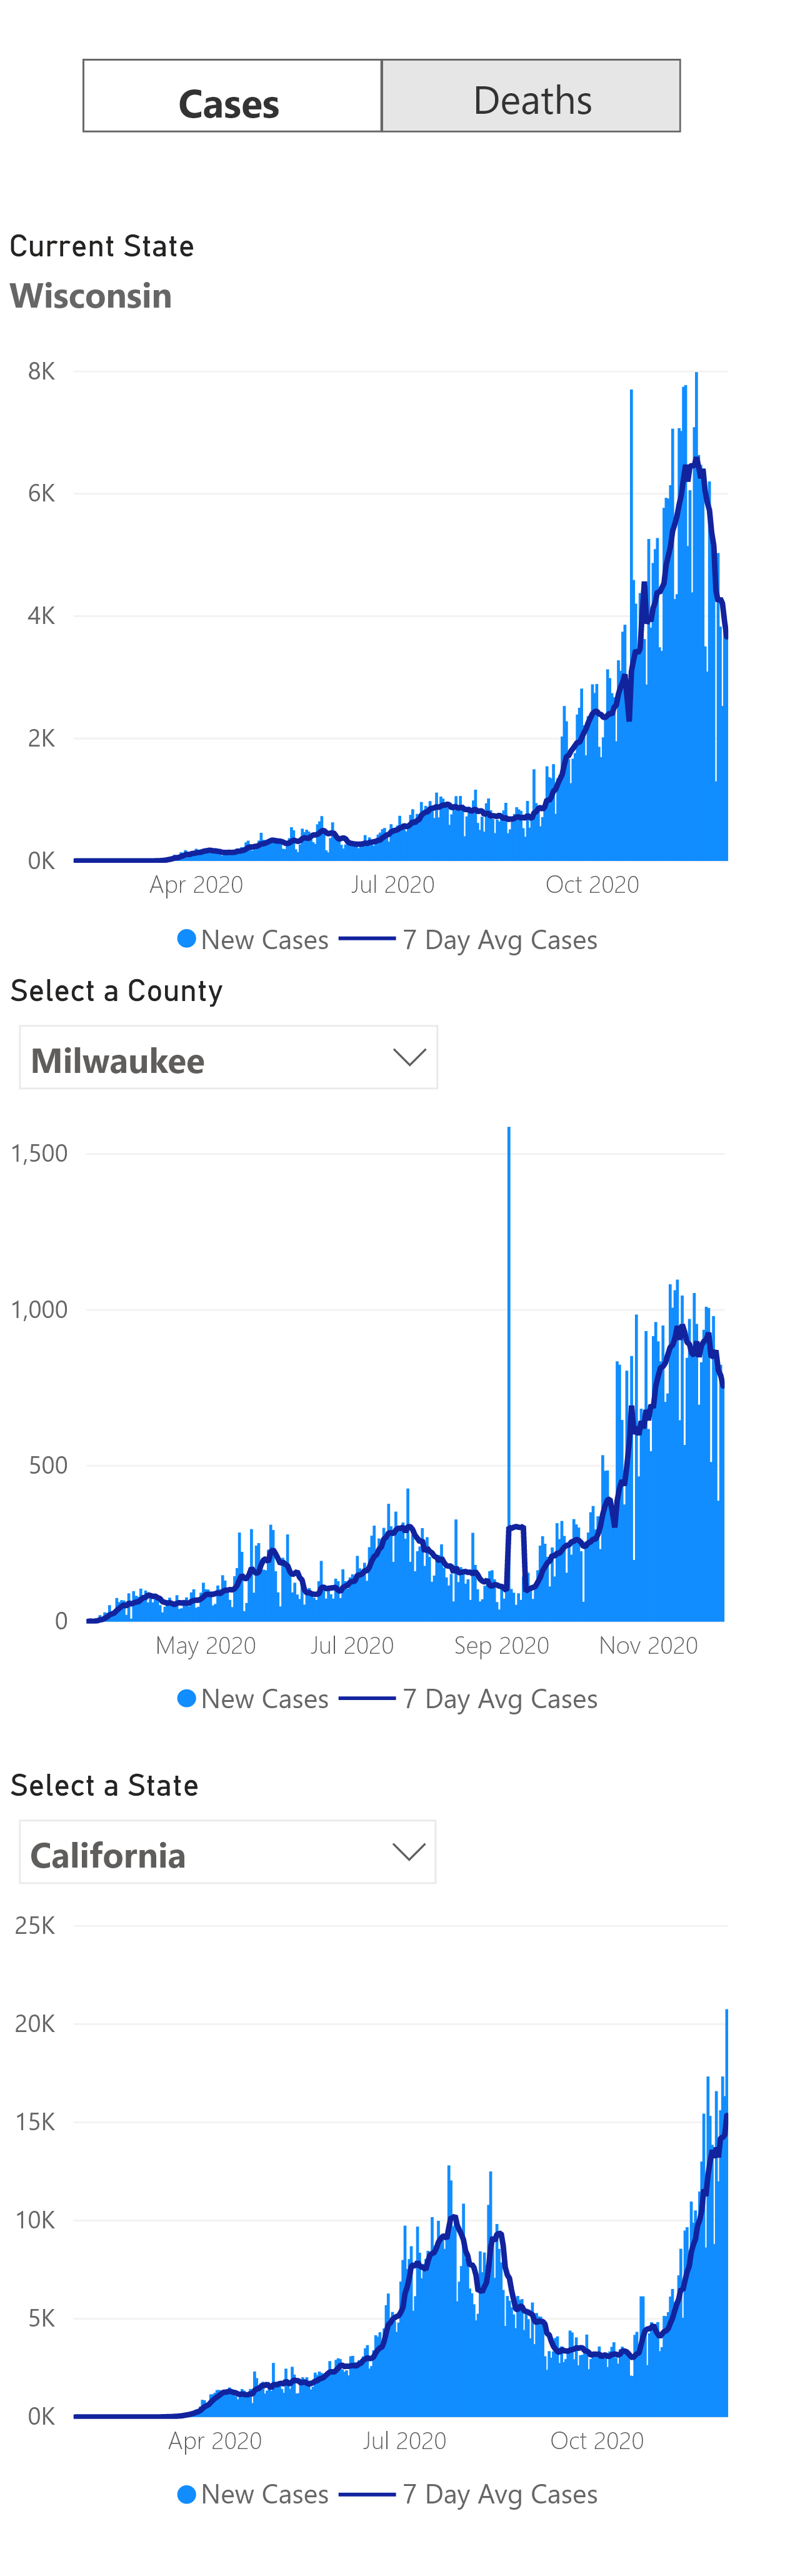 Cases Deaths
Current State
Wisconsin
8K
6K
4K
2K
0K
Apr 2020 Jul 2020 Oct 2020
New Cases 7 Day Avg Cases
Select a County
Milwaukee
1,500
1,000
500
0
May 2020 Jul 2020 Sep 2020 Nov 2020
New Cases 7 Day Avg Cases
Select a State
California
25K
20K
15K
10K
5K
0K
Apr 2020 Jul 2020 Oct 2020
New Cases 7 Day Avg Cases